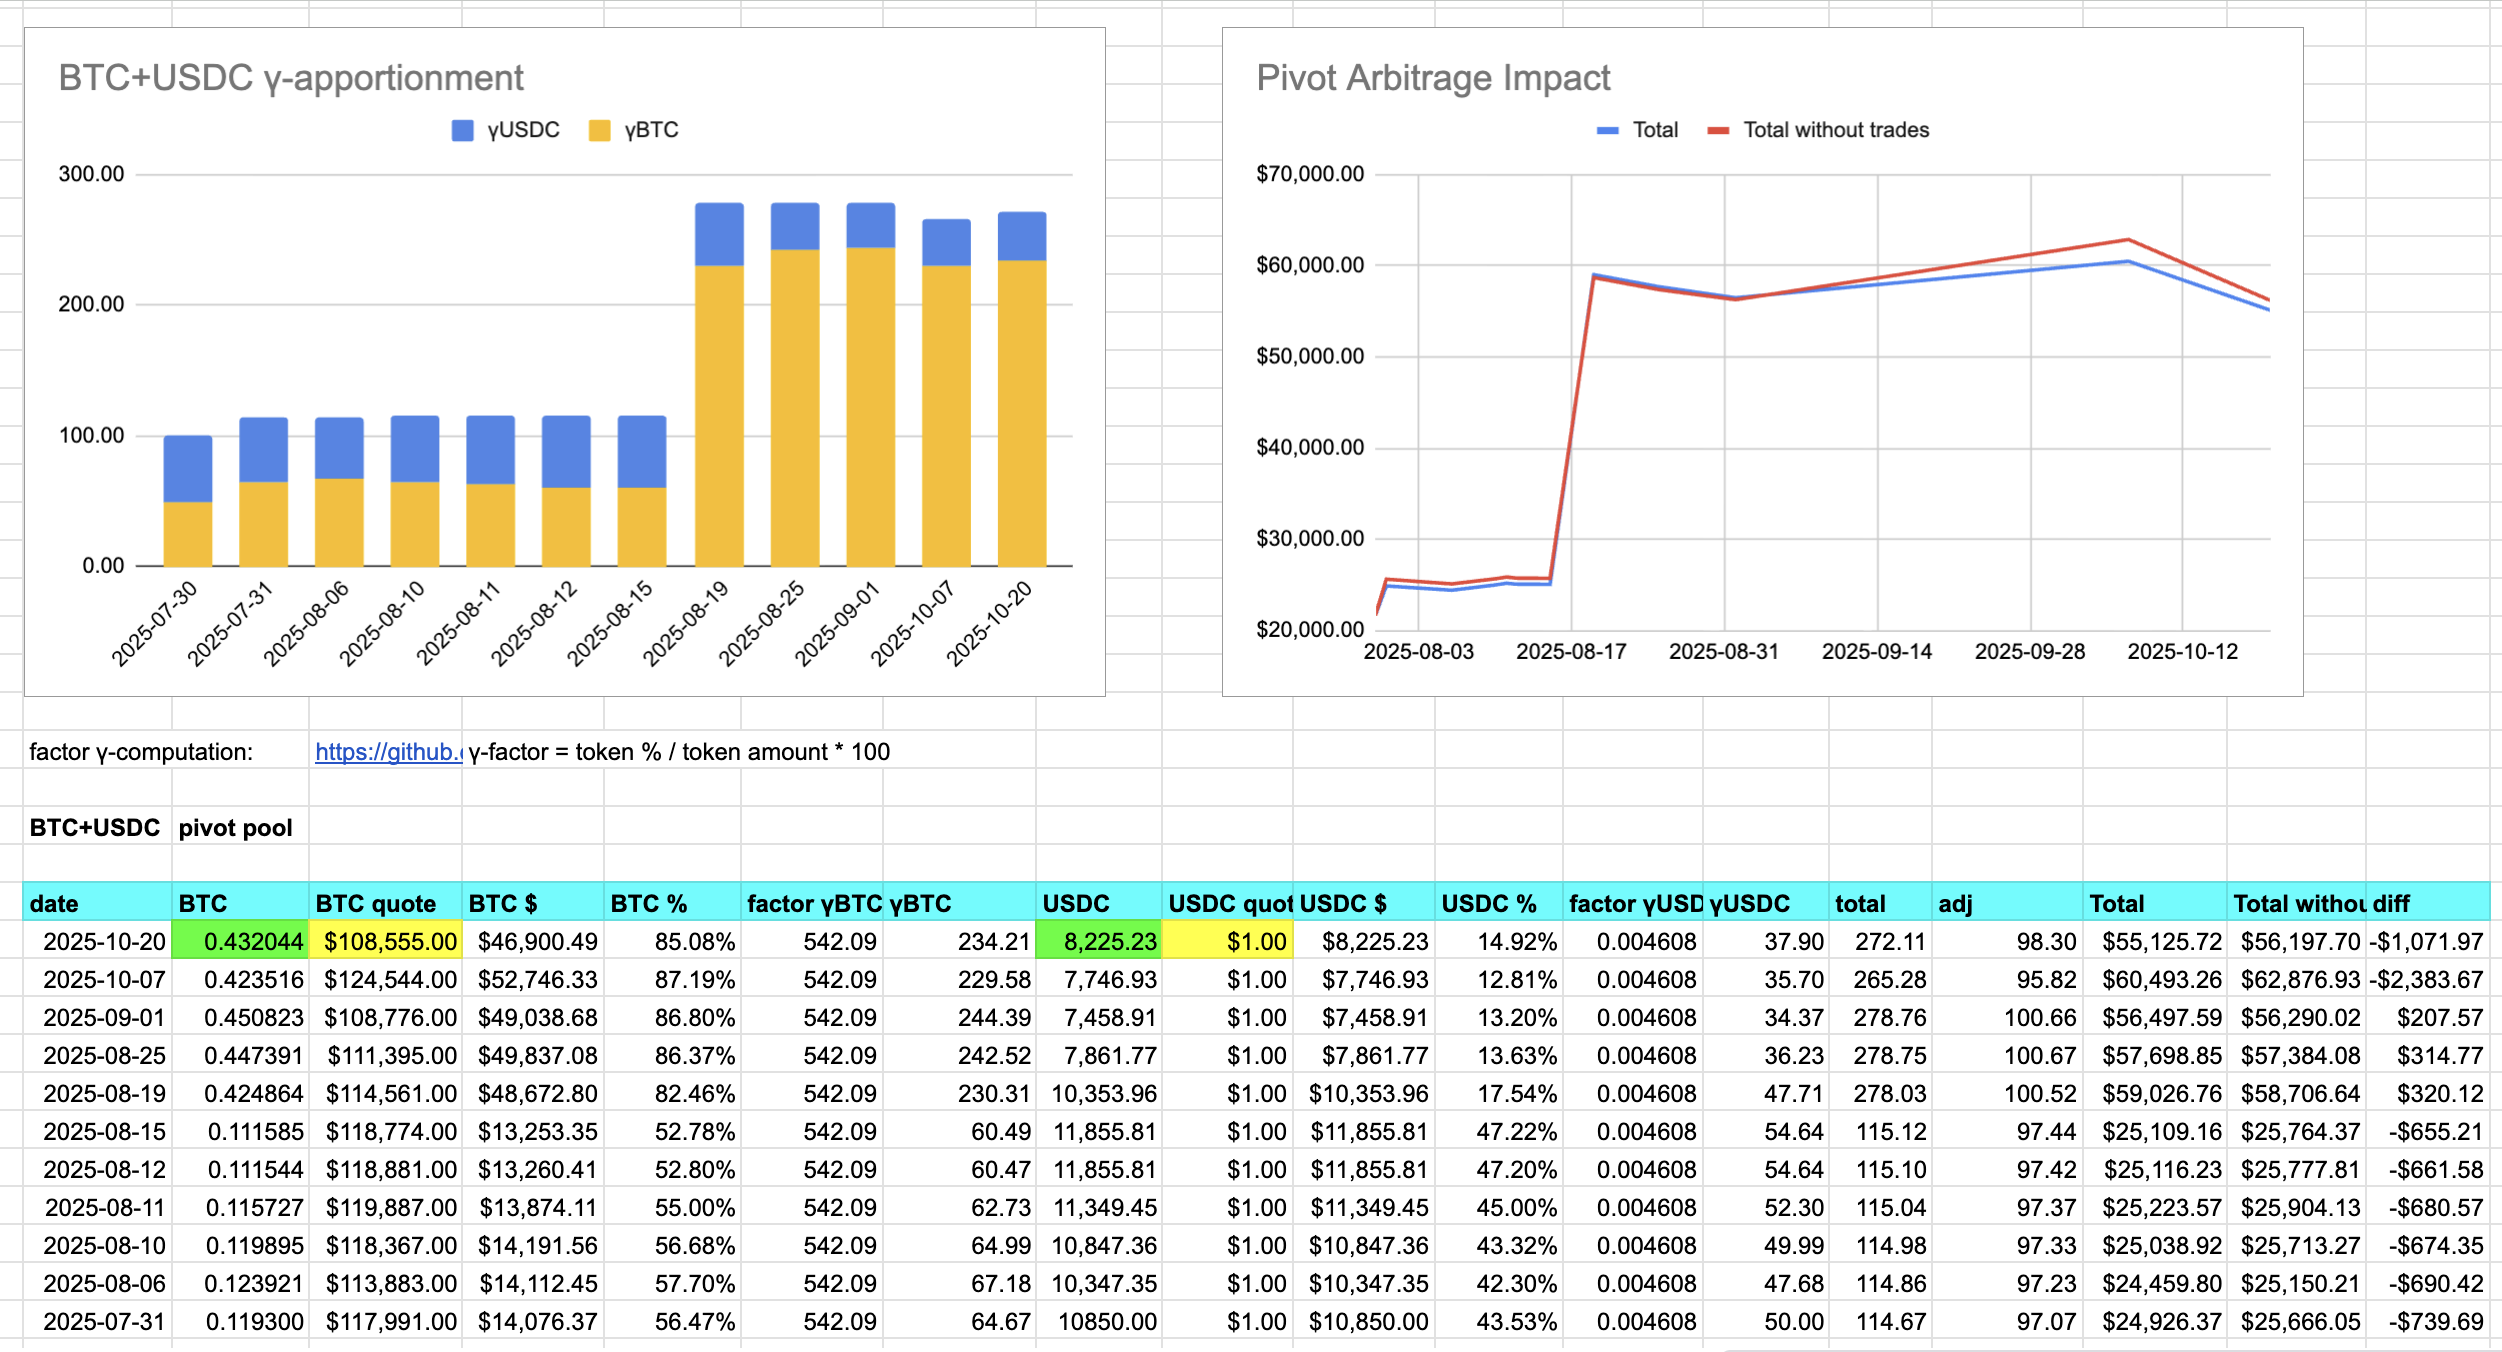 BTC+USDC γ-apportionment
γUSDC γBTC
300.00
200.00
100.00
0.00
2025-07-30 2025-07-31 2025-08-06 2025-08-10 2025-08-11 2025-08-12 2025-08-15 2025-08-19 2025-08-25 2025-09-01 2025-10-07 2025-10-20
Pivot Arbitrage Impact
Total Total without trades
$70,000.00
$60,000.00
$50,000.00
$40,000.00
$30,000.00
$20,000.00
2025-08-03 2025-08-17 2025-08-31 2025-09-14 2025-09-28 2025-10-12
factor γ-computation: https://github. γ-factor = token % / token amount * 100
BTC+USDC pivot pool
date BTC BTC quote BTC $ BTC % factor γBTC γBTC USDC USDC quot USDC $ USDC % factor γUSD γUSDC total adj Total Total withou diff
2025-10-20 0.432044 $108,555.00 $46,900.49 85.08% 542.09 234.21 8,225.23 $1.00 $8,225.23 14.92% 0.004608 37.90 272.11 98.30 $55,125.72 $56,197.70 -$1,071.97
2025-10-07 0.423516 $124,544.00 $52,746.33 87.19% 542.09 229.58 7,746.93 $1.00 $7,746.93 12.81% 0.004608 35.70 265.28 95.82 $60,493.26 $62,876.93 -$2,383.67
2025-09-01 0.450823 $108,776.00 $49,038.68 86.80% 542.09 244.39 7,458.91 $1.00 $7,458.91 13.20% 0.004608 34.37 278.76 100.66 $56,497.59 $56,290.02 $207.57
2025-08-25 0.447391 $111,395.00 $49,837.08 86.37% 542.09 242.52 7,861.77 $1.00 $7,861.77 13.63% 0.004608 36.23 278.75 100.67 $57,698.85 $57,384.08 $314.77
2025-08-19 0.424864 $114,561.00 $48,672.80 82.46% 542.09 230.31 10,353.96 $1.00 $10,353.96 17.54% 0.004608 47.71 278.03 100.52 $59,026.76 $58,706.64 $320.12
2025-08-15 0.111585 $118,774.00 $13,253.35 52.78% 542.09 60.49 11,855.81 $1.00 $11,855.81 47.22% 0.004608 54.64 115.12 97.44 $25,109.16 $25,764.37 -$655.21
2025-08-12 0.111544 $118,881.00 $13,260.41 52.80% 542.09 60.47 11,855.81 $1.00 $11,855.81 47.20% 0.004608 54.64 115.10 97.42 $25,116.23 $25,777.81 -$661.58
2025-08-11 0.115727 $119,887.00 $13,874.11 55.00% 542.09 62.73 11,349.45 $1.00 $11,349.45 45.00% 0.004608 52.30 115.04 97.37 $25,223.57 $25,904.13 -$680.57
2025-08-10 0.119895 $118,367.00 $14,191.56 56.68% 542.09 64.99 10,847.36 $1.00 $10,847.36 43.32% 0.004608 49.99 114.98 97.33 $25,038.92 $25,713.27 -$674.35
2025-08-06 0.123921 $113,883.00 $14,112.45 57.70% 542.09 67.18 10,347.35 $1.00 $10,347.35 42.30% 0.004608 47.68 114.86 97.23 $24,459.80 $25,150.21 -$690.42
2025-07-31 0.119300 $117,991.00 $14,076.37 56.47% 542.09 64.67 10850.00 $1.00 $10,850.00 43.53% 0.004608 50.00 114.67 97.07 $24,926.37 $25,666.05 -$739.69